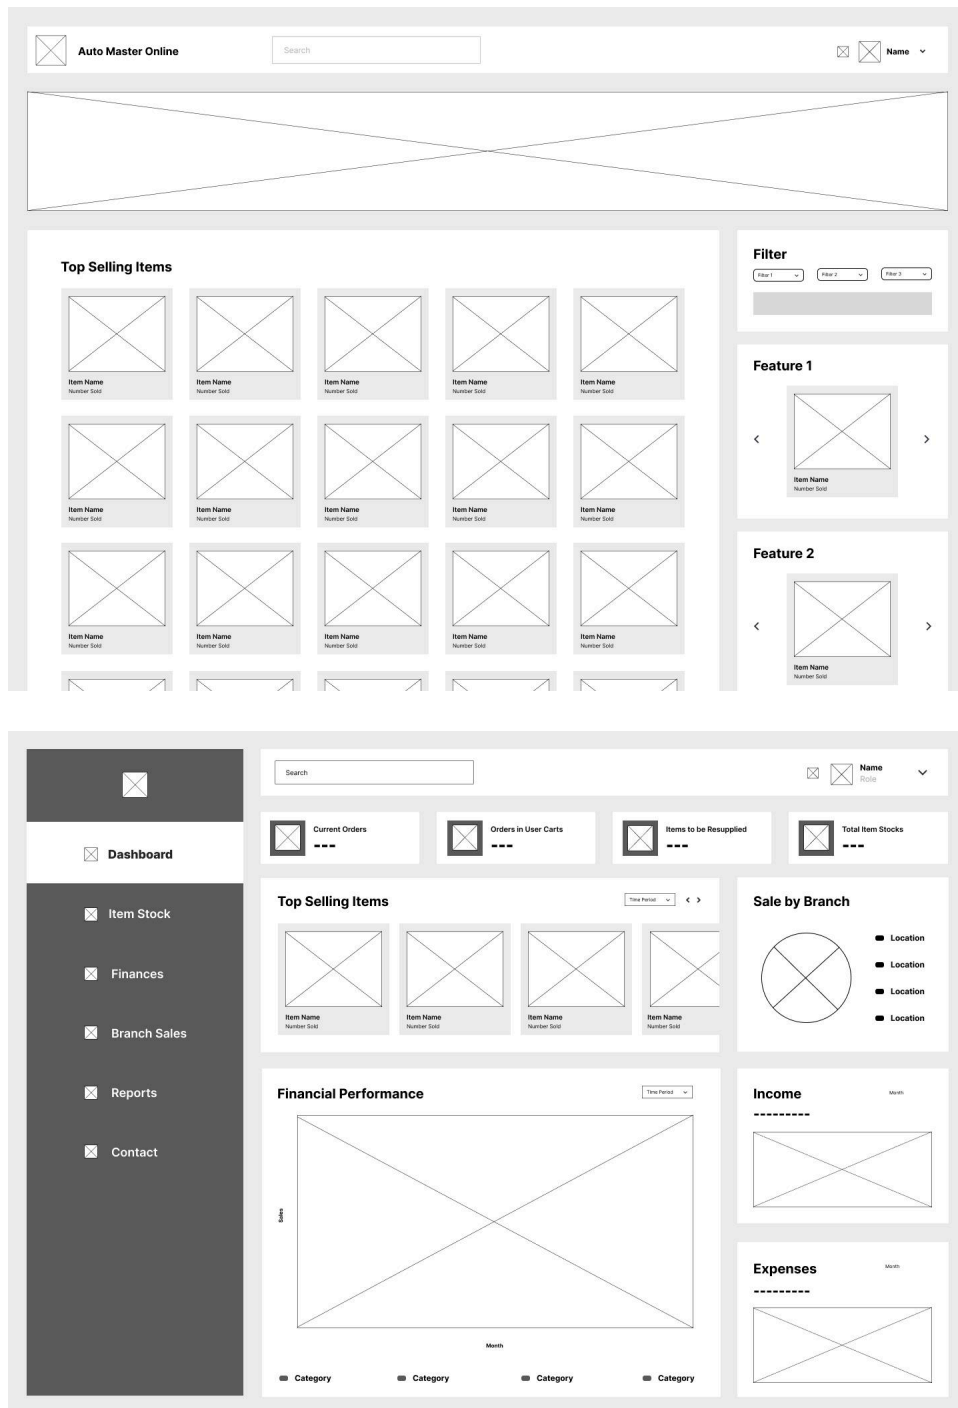 Auto Master Online
Search
Name
Top Selling Items
Filter
Filter 1
Filter 2
Filter 3
Item Name
Number Sold
Item Name
Number Sold
Item Name
Number Sold
Item Name
Number Sold
Item Name
Number Sold
Feature 1
Item Name
Number Sold
Item Name
Number Sold
Item Name
Number Sold
Item Name
Number Sold
Item Name
Number Sold
Item Name
Number Sold
Feature 2
Item Name
Number Sold
Item Name
Number Sold
Item Name
Number Sold
Item Name
Number Sold
Item Name
Number Sold
Item Name
Number Sold
Dashboard
Item Stock
Finances
Branch Sales
Reports
Contact
Search
Name
Role
Current Orders
---
Orders in User Carts
---
Items to be Resupplied
---
Total Item Stocks
---
Top Selling Items
Time Period
Item Name
Number Sold
Item Name
Number Sold
Item Name
Number Sold
Item Name
Number Sold
Sale by Branch
Location
Location
Location
Location
Financial Performance
Time Period
Sales
Month
Category
Category
Category
Category
Income
Month
---------
Expenses
Month
---------